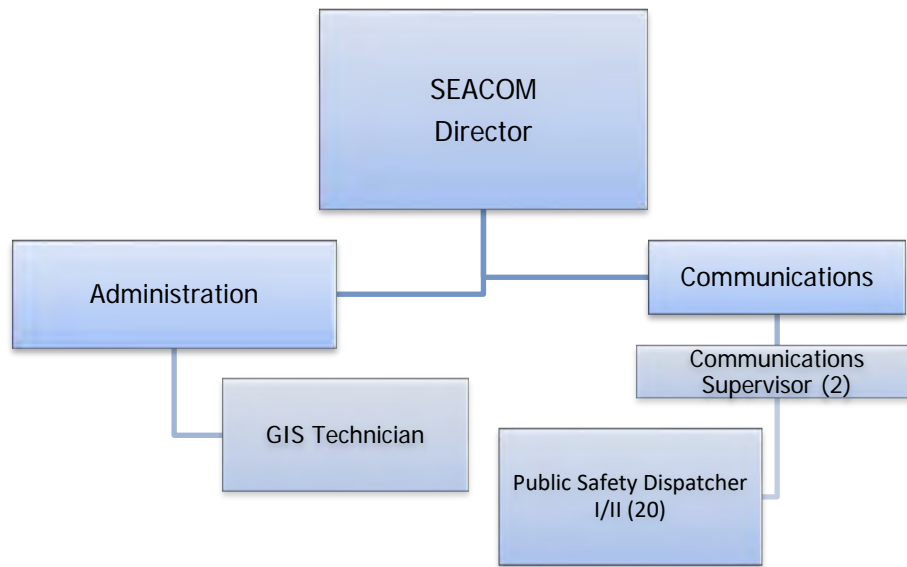 SEACOM
Director
Administration
Communications
Communications
Supervisor (2)
GIS Technician
Public Safety Dispatcher
I/II (20)